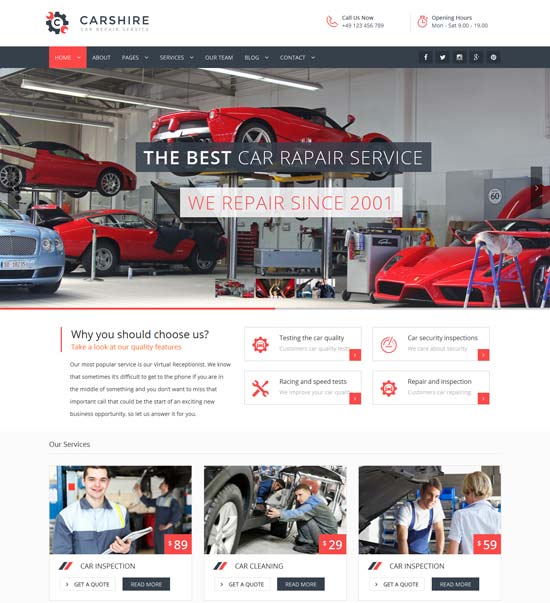 CARSHIRE
CAR REPAIR SERVICE
Call Us Now
+49 123 456 789
Opening Hours
Mon - Sat 9.00 - 19.00
HOME ABOUT PAGES SERVICES OUR TEAM BLOG CONTACT
THE BEST CAR RAPAIR SERVICE
WE REPAIR SINCE 2001
60
Why you should choose us?
Take a look at our quality features
Our most popular service is our Virtual Receptionist. We know
that sometimes it's difficult to get to the phone if you are in
the middle of something and you don't want to miss that
important call that could be the start of an exciting new
business opportunity, so let us answer it for you.
Testing the car quality
Customers car quality tests
Car security inspections
We care about security
Racing and speed tests
We improve your car quality
Repair and inspection
Customers car repairing
Our Services
$89
CAR INSPECTION
GET A QUOTE READ MORE
$29
CAR CLEANING
GET A QUOTE READ MORE
$59
CAR INSPECTION
GET A QUOTE READ MORE